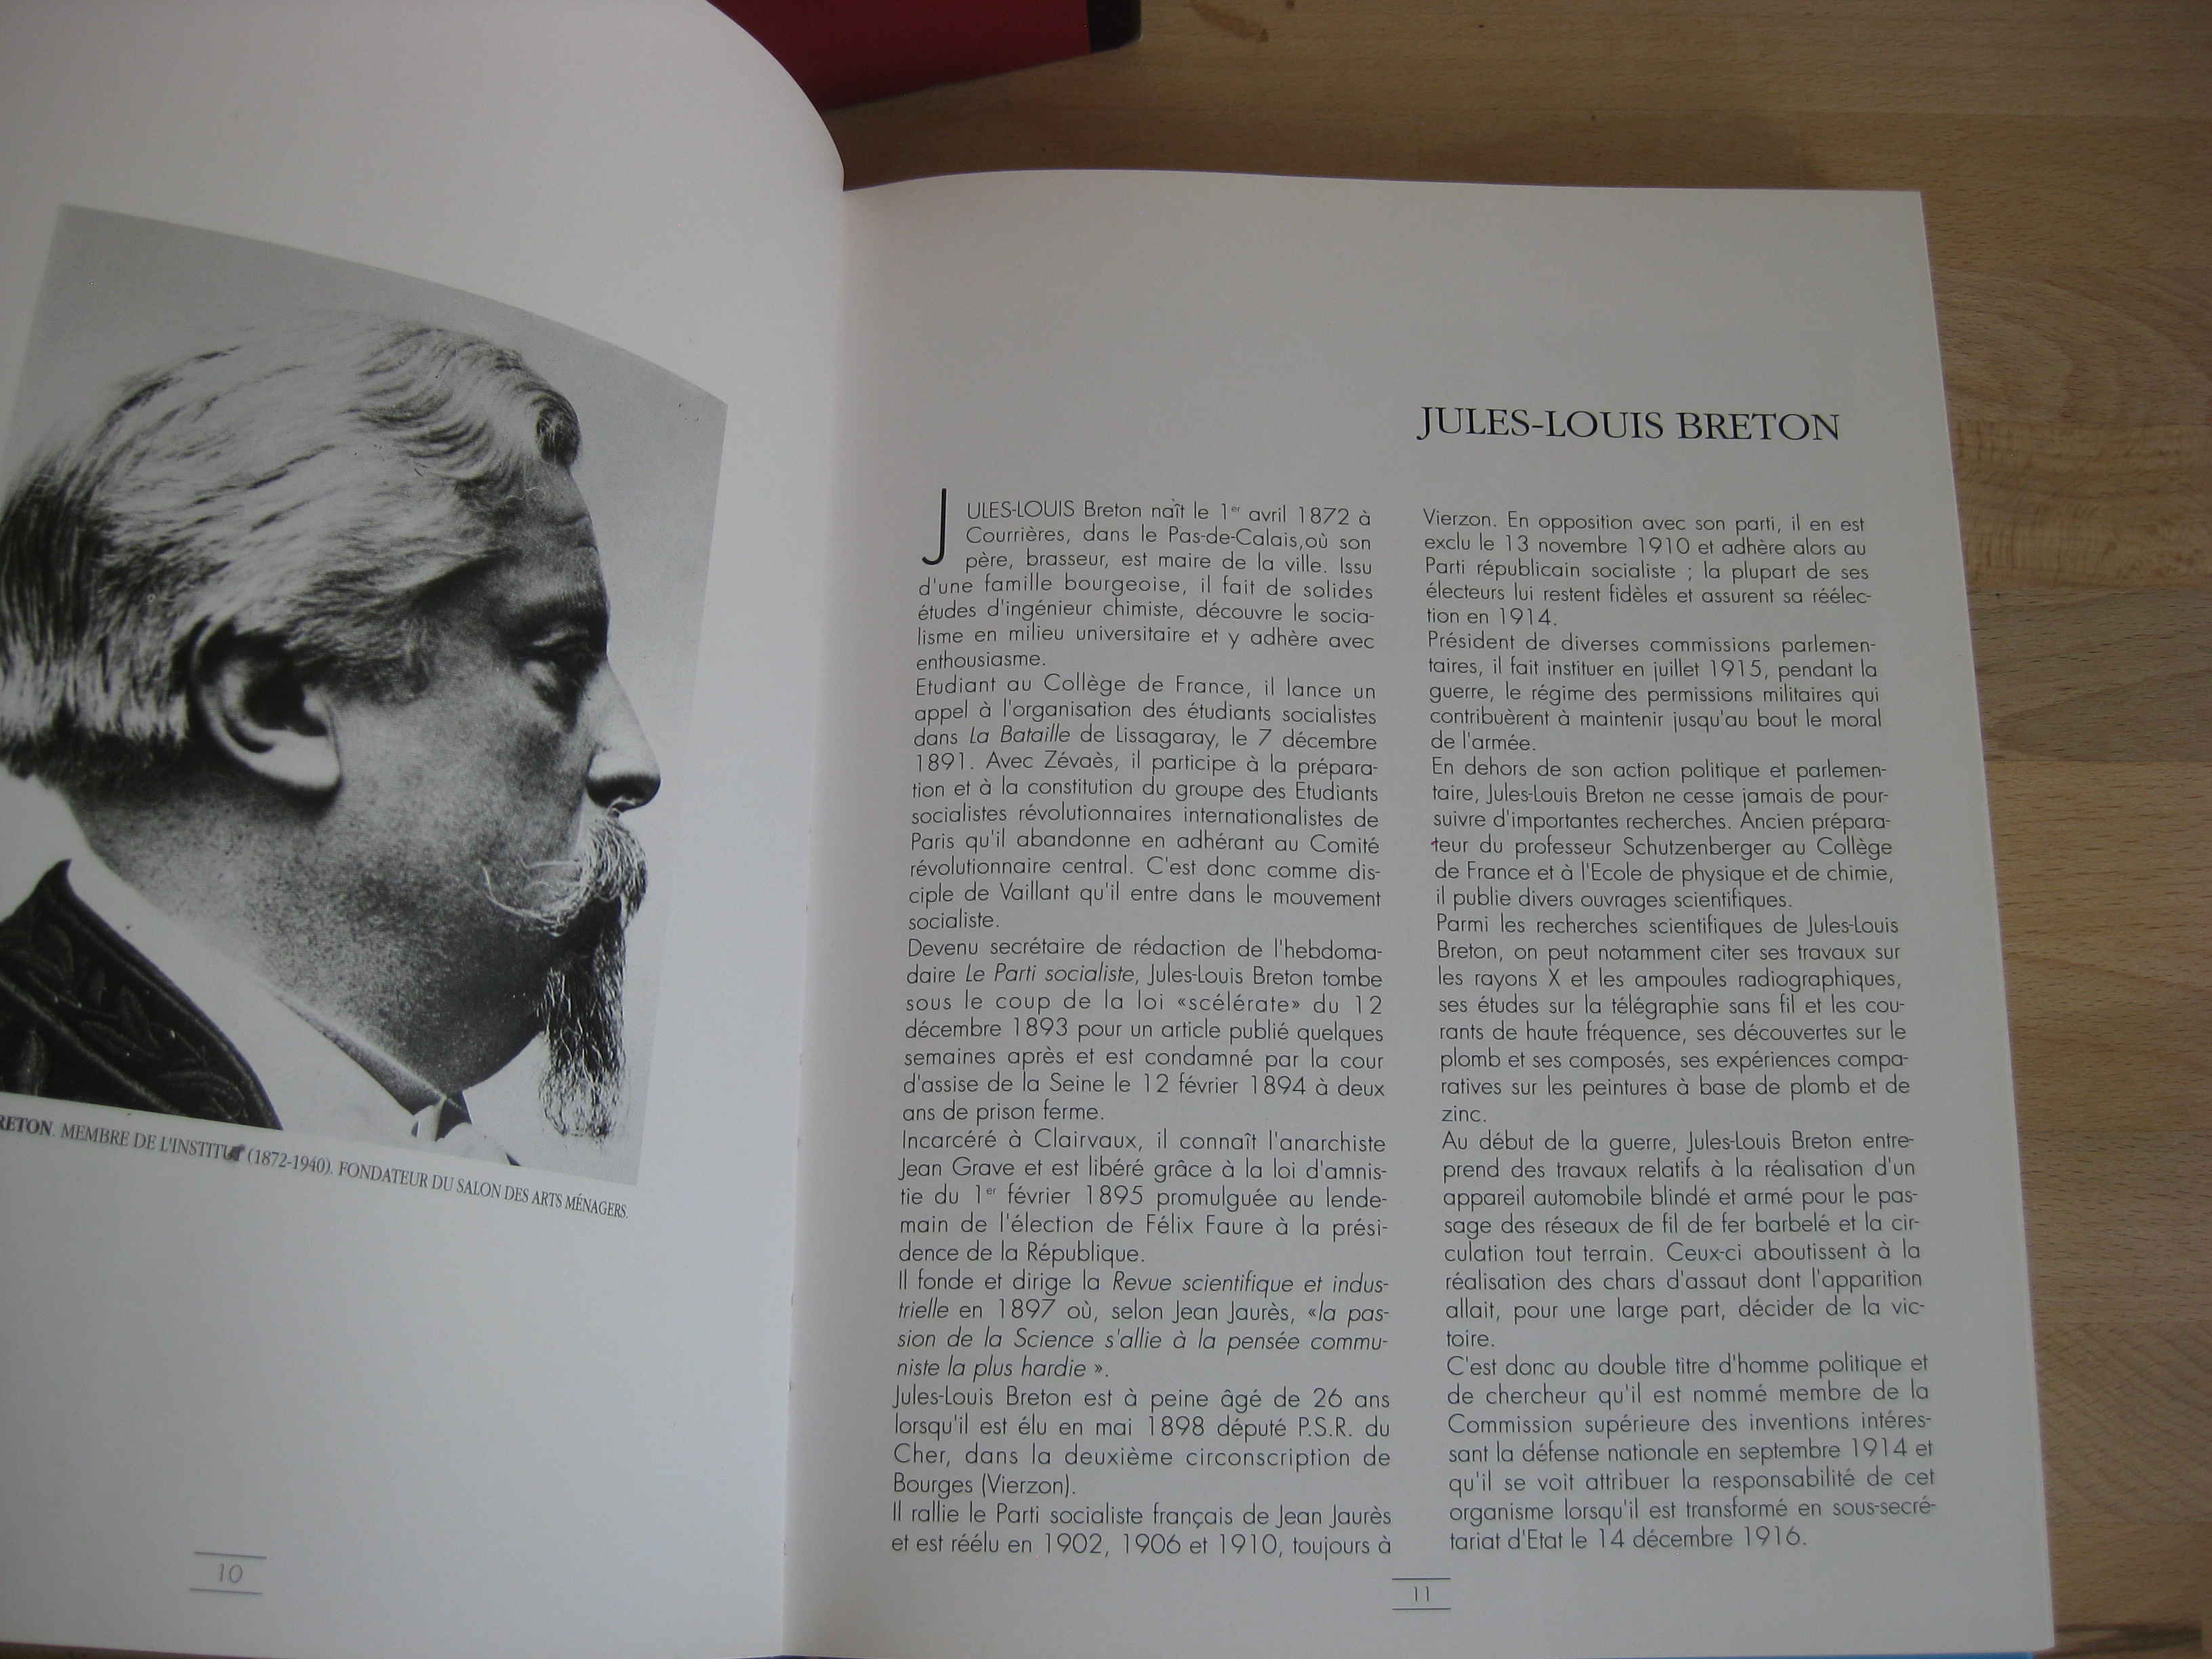 RETON. MEMBRE DE L'INSTITUT (1872-1940). FONDATEUR DU SALON DES ARTS MÉNAGERS.
10
JULES-LOUIS BRETON
JULES-LOUIS Breton naît le 1er avril 1872 à
Courrières, dans le Pas-de-Calais,où son
père, brasseur, est maire de la ville. Issu
d'une famille bourgeoise, il fait de solides
études d'ingénieur chimiste, découvre le socia-
lisme en milieu universitaire et y adhère avec
enthousiasme.
Etudiant au Collège de France, il lance un
appel à l'organisation des étudiants socialistes
dans La Bataille de Lissagaray, le 7 décembre
1891. Avec Zévaès, il participe à la prépara-
tion et à la constitution du groupe des Etudiants
socialistes révolutionnaires internationalistes de
Paris qu'il abandonne en adhérant au Comité
révolutionnaire central. C'est donc comme dis-
ciple de Vaillant qu'il entre dans le mouvement
socialiste.
Devenu secrétaire de rédaction de l'hebdoma-
daire Le Parti socialiste, Jules-Louis Breton tombe
sous le coup de la loi «scélérate» du 12
décembre 1893 pour un article publié quelques
semaines après et est condamné par la cour
d'assise de la Seine le 12 février 1894 à deux
ans de prison ferme.
Incarcéré à Clairvaux, il connaît l'anarchiste
Jean Grave et est libéré grâce à la loi d'amnis-
tie du 1er février 1895 promulguée au lende-
main de l'élection de Félix Faure à la prési-
dence de la République.
Il fonde et dirige la Revue scientifique et indus-
trielle en 1897 où, selon Jean Jaurès, «la pas-
sion de la Science s'allie à la pensée commu-
niste la plus hardie ».
Jules-Louis Breton est à peine âgé de 26 ans
lorsqu'il est élu en mai 1898 député P.S.R. du
Cher, dans la deuxième circonscription de
Bourges (Vierzon).
Il rallie le Parti socialiste français de Jean Jaurès
et est réélu en 1902, 1906 et 1910, toujours à
Vierzon. En opposition avec son parti, il en est
exclu le 13 novembre 1910 et adhère alors au
Parti républicain socialiste ; la plupart de ses
électeurs lui restent fidèles et assurent sa réélec-
tion en 1914.
Président de diverses commissions parlemen-
taires, il fait instituer en juillet 1915, pendant la
guerre, le régime des permissions militaires qui
contribuèrent à maintenir jusqu'au bout le moral
de l'armée.
En dehors de son action politique et parlemen-
taire, Jules-Louis Breton ne cesse jamais de pour-
suivre d'importantes recherches. Ancien prépara-
teur du professeur Schutzenberger au Collège
de France et à l'Ecole de physique et de chimie,
il publie divers ouvrages scientifiques.
Parmi les recherches scientifiques de Jules-Louis
Breton, on peut notamment citer ses travaux sur
les rayons X et les ampoules radiographiques,
ses études sur la télégraphie sans fil et les cou-
rants de haute fréquence, ses découvertes sur le
plomb et ses composés, ses expériences compa-
ratives sur les peintures à base de plomb et de
zinc.
Au début de la guerre, Jules-Louis Breton entre-
prend des travaux relatifs à la réalisation d'un
appareil automobile blindé et armé pour le pas-
sage des réseaux de fil de fer barbelé et la cir-
culation tout terrain. Ceux-ci aboutissent à la
réalisation des chars d'assaut dont l'apparition
allait, pour une large part, décider de la vic-
toire.
C'est donc au double titre d'homme politique et
de chercheur qu'il est nommé membre de la
Commission supérieure des inventions intéres-
sant la défense nationale en septembre 1914 et
qu'il se voit attribuer la responsabilité de cet
organisme lorsqu'il est transformé en sous-secré-
tariat d'Etat le 14 décembre 1916.
11